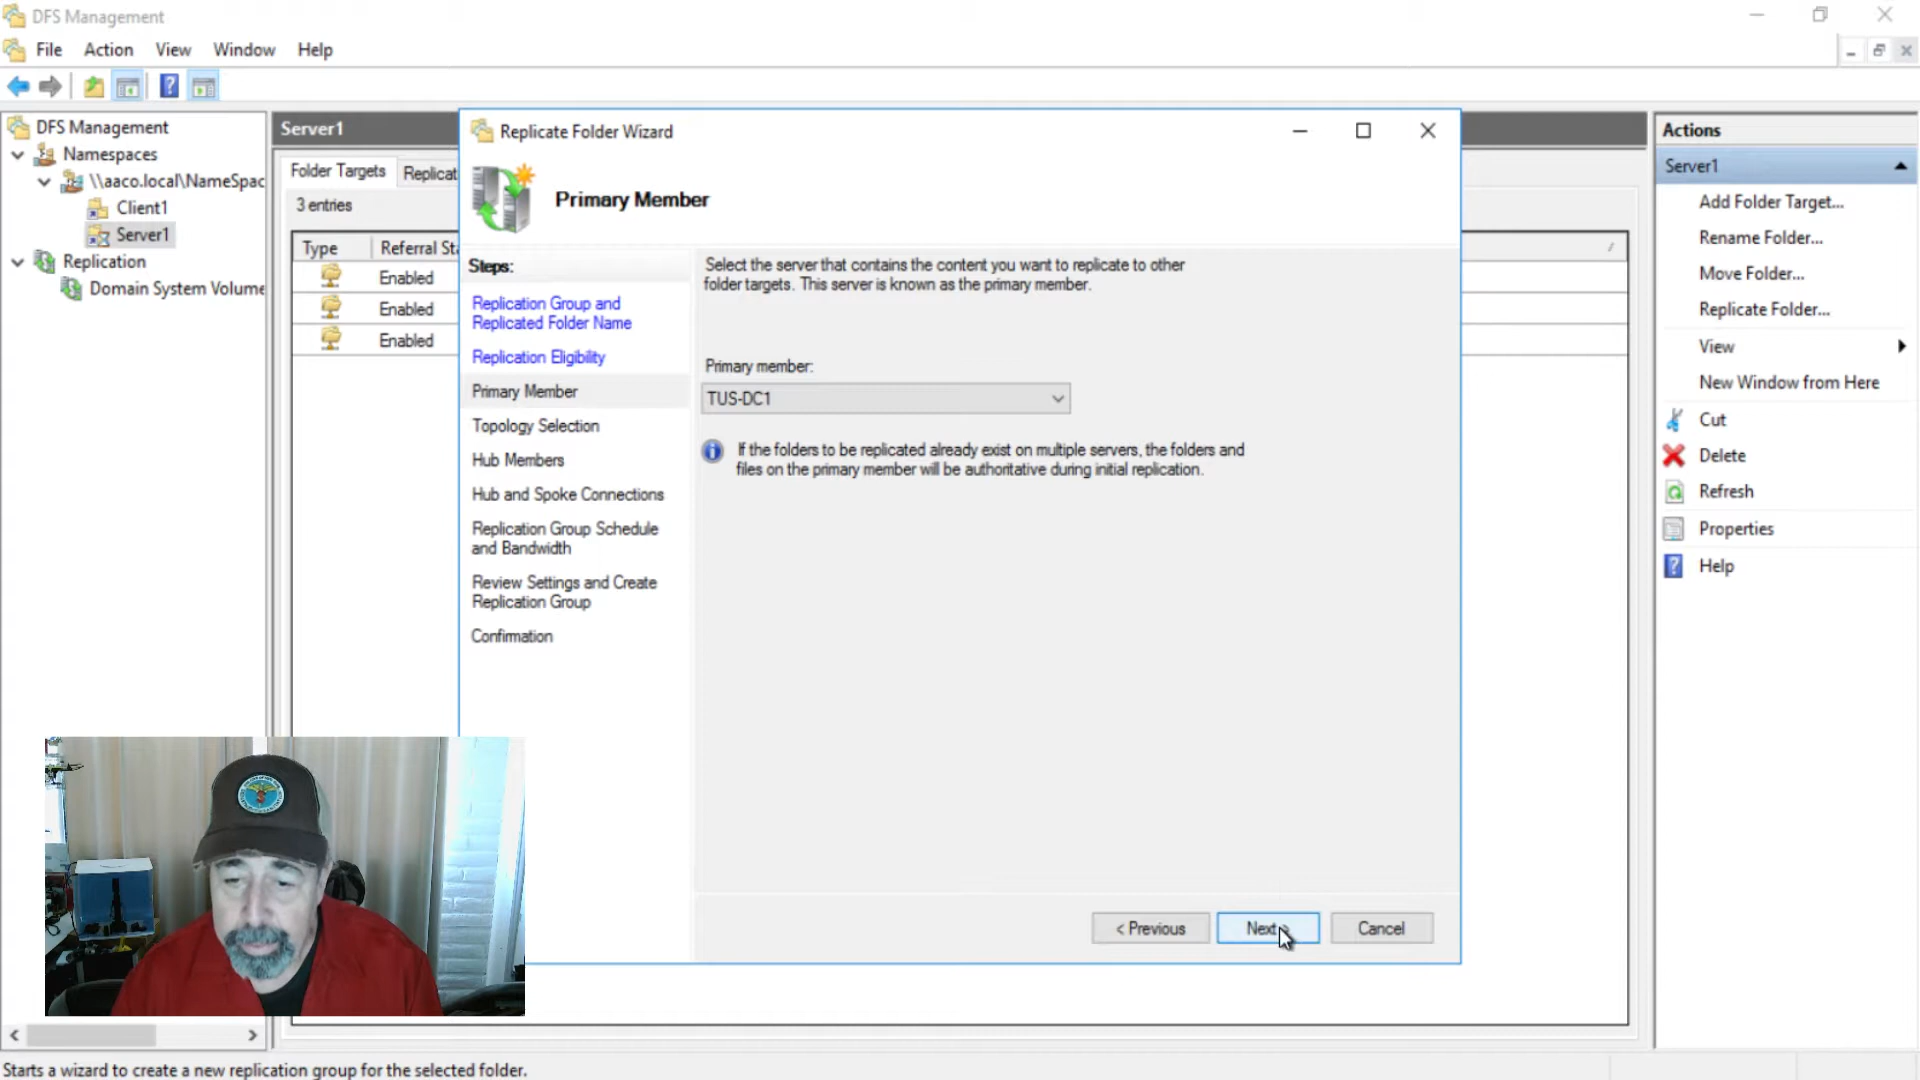 DFS Management
File Action View Window Help
DFS Management
Namespaces
\\aaco.local\NameSpac
Client1
Server1
Replication
Domain System Volume
Server1
Folder Targets
Replicat
3 entries
Type
Referral Sta
Enabled
Enabled
Enabled
Replicate Folder Wizard
Primary Member
Steps:
Replication Group and
Replicated Folder Name
Replication Eligibility
Primary Member
Topology Selection
Hub Members
Hub and Spoke Connections
Replication Group Schedule
and Bandwidth
Review Settings and Create
Replication Group
Confirmation
Select the server that contains the content you want to replicate to other
folder targets. This server is known as the primary member.
Primary member:
TUS-DC1
If the folders to be replicated already exist on multiple servers, the folders and
files on the primary member will be authoritative during initial replication.
< Previous
Next
Cancel
Actions
Server1
Add Folder Target...
Rename Folder...
Move Folder...
Replicate Folder...
View
New Window from Here
Cut
Delete
Refresh
Properties
Help
Starts a wizard to create a new replication group for the selected folder.